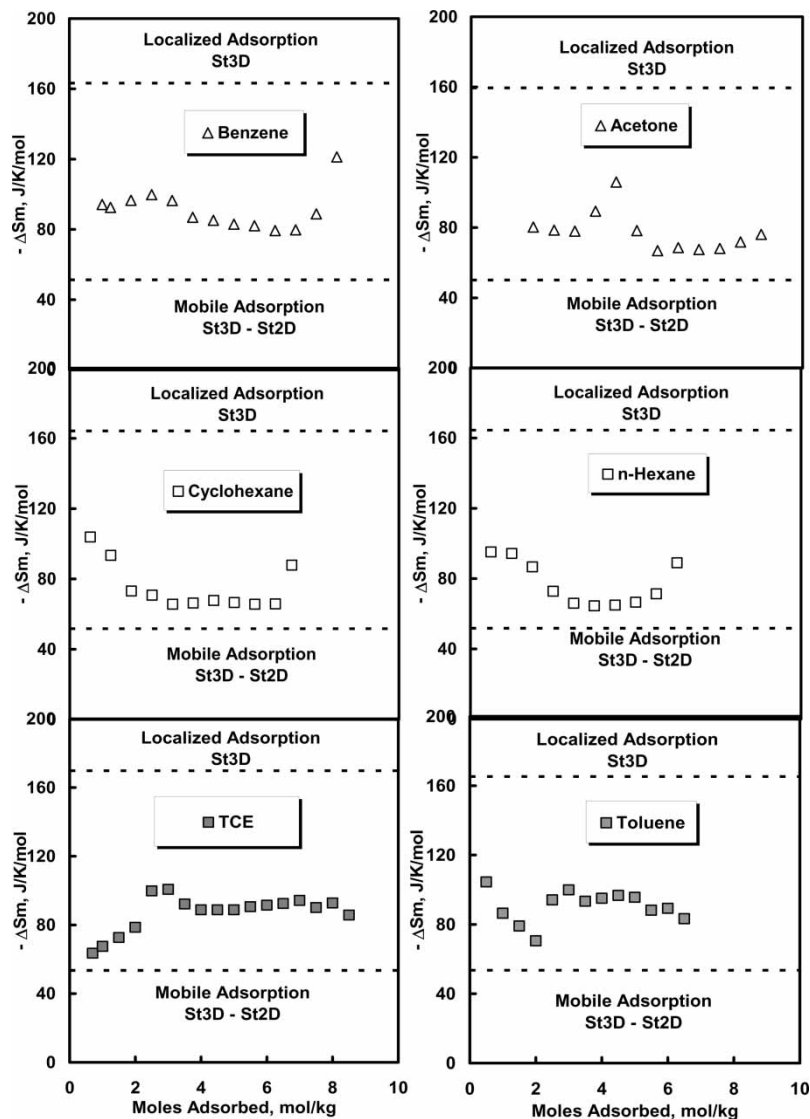 200
160
120
80
40
- ΔSm, J/K/mol
Localized Adsorption
St3D
Benzene
Mobile Adsorption
St3D - St2D
200
160
120
80
40
0
- ΔSm, J/K/mol
Localized Adsorption
St3D
Acetone
Mobile Adsorption
St3D - St2D
200
160
120
80
40
- ΔSm, J/K/mol
Localized Adsorption
St3D
Cyclohexane
Mobile Adsorption
St3D - St2D
200
160
120
80
40
- ΔSm, J/K/mol
Localized Adsorption
St3D
n-Hexane
Mobile Adsorption
St3D - St2D
200
160
120
80
40
0
- ΔSm, J/K/mol
Localized Adsorption
St3D
TCE
Mobile Adsorption
St3D - St2D
0 2 4 6 8 10
Moles Adsorbed, mol/kg
200
160
120
80
40
0
- ΔSm, J/K/mol
Localized Adsorption
St3D
Toluene
Mobile Adsorption
St3D - St2D
0 2 4 6 8 10
Moles Adsorbed, mol/kg